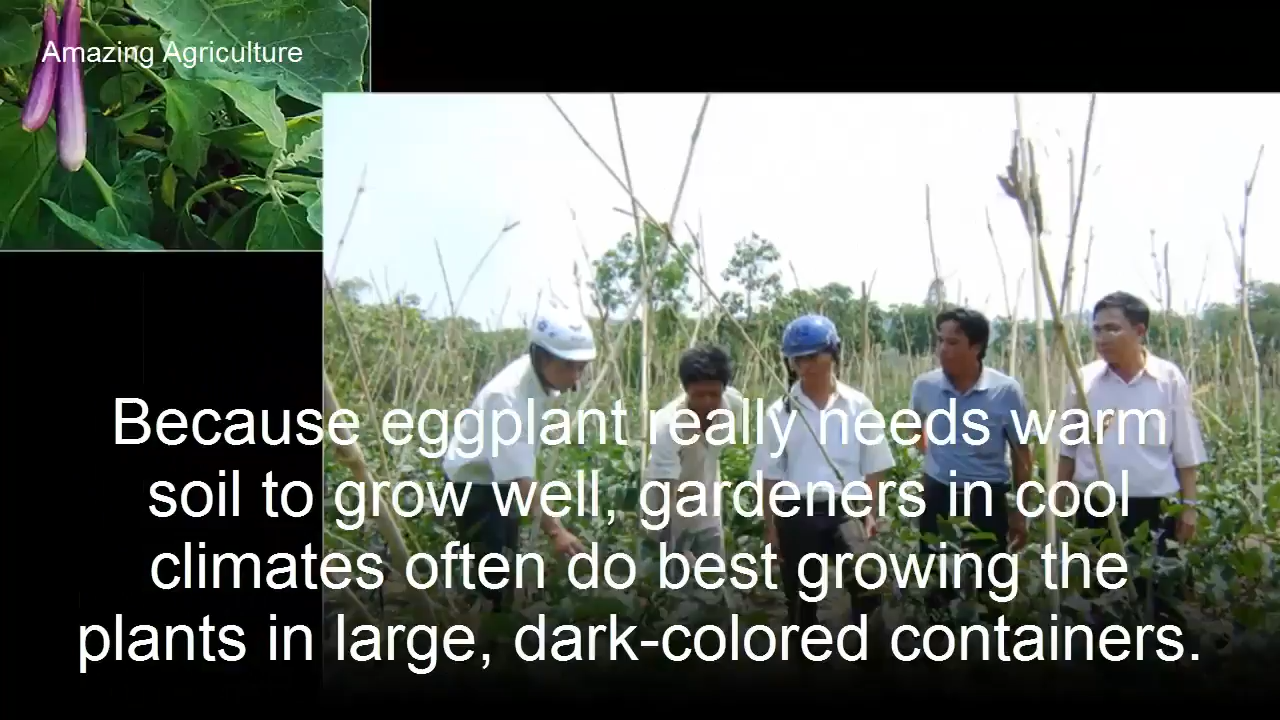 Amazing Agriculture
Because eggplant really needs warm
soil to grow well, gardeners in cool
climates often do best growing the
plants in large, dark-colored containers.